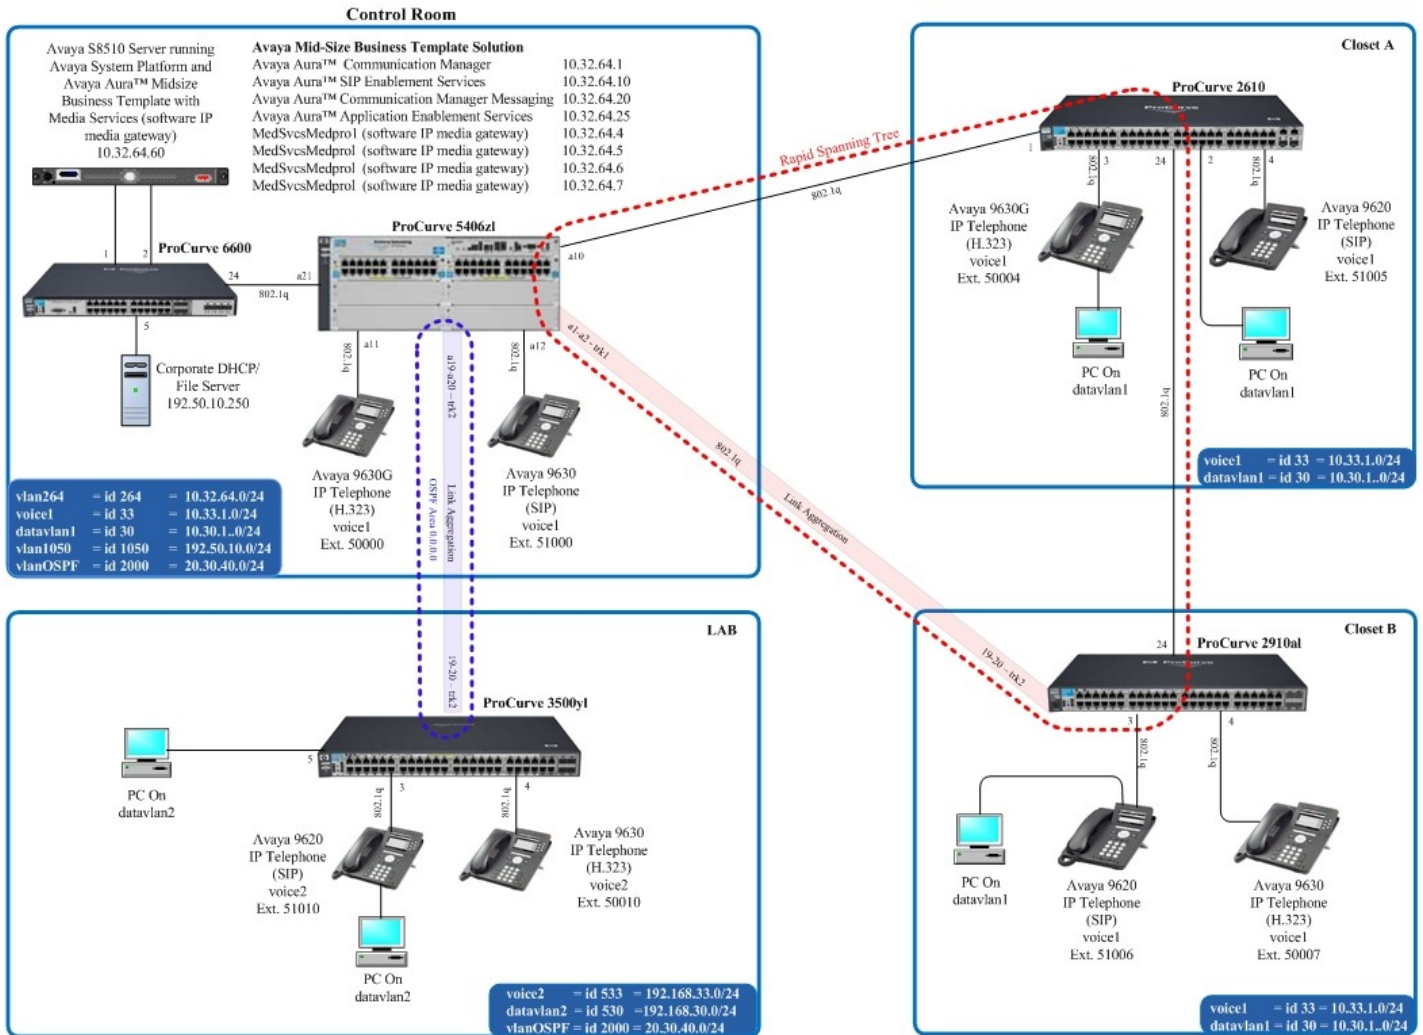 Control Room
Avaya S8510 Server running
Avaya System Platform and
Avaya Aura™ Midsize
Business Template with
Media Services (software IP
media gateway)
10.32.64.60
Avaya Mid-Size Business Template Solution
Avaya Aura™ Communication Manager 10.32.64.1
Avaya Aura™ SIP Enablement Services 10.32.64.10
Avaya Aura™ Communication Manager Messaging 10.32.64.20
Avaya Aura™ Application Enablement Services 10.32.64.25
MedSvcsMedpro1 (software IP media gateway) 10.32.64.4
MedSvcsMedprol (software IP media gateway) 10.32.64.5
MedSvcsMedprol (software IP media gateway) 10.32.64.6
MedSvcsMedprol (software IP media gateway) 10.32.64.7
ProCurve 6600
1
2
24
802.1q
a21
5
Corporate DHCP/
File Server
192.50.10.250
ProCurve 5406zl
a10
802.1q
Rapid Spanning Tree
a11
802.1q
a12
802.1q
Avaya 9630G
IP Telephone
(H.323)
voice1
Ext. 50000
Avaya 9630
IP Telephone
(SIP)
voice1
Ext. 51000
a19-a20 – trk2
Link Aggregation
OSPF Area 0.0.0.0
19-20 – trk2
a1-a2 - trk1
802.1q
Link Aggregation
19-20 – trk2
vlan264 = id 264 = 10.32.64.0/24
voice1 = id 33 = 10.33.1.0/24
datavlan1 = id 30 = 10.30.1..0/24
vlan1050 = id 1050 = 192.50.10.0/24
vlanOSPF = id 2000 = 20.30.40.0/24
Closet A
ProCurve 2610
ProCurve
1
3
24
2
4
802.1q
802.1q
Avaya 9630G
IP Telephone
(H.323)
voice1
Ext. 50004
Avaya 9620
IP Telephone
(SIP)
voice1
Ext. 51005
PC On
datavlan1
PC On
datavlan1
802.1q
voice1 = id 33 = 10.33.1.0/24
datavlan1 = id 30 = 10.30.1..0/24
LAB
ProCurve 3500yl
5
3
4
802.1q
802.1q
PC On
datavlan2
Avaya 9620
IP Telephone
(SIP)
voice2
Ext. 51010
Avaya 9630
IP Telephone
(H.323)
voice2
Ext. 50010
PC On
datavlan2
voice2 = id 533 = 192.168.33.0/24
datavlan2 = id 530 =192.168.30.0/24
vlanOSPF = id 2000 = 20.30.40.0/24
Closet B
24
ProCurve 2910al
ProCurve
3
4
802.1q
802.1q
PC On
datavlan1
Avaya 9620
IP Telephone
(SIP)
voice1
Ext. 51006
Avaya 9630
IP Telephone
(H.323)
voice1
Ext. 50007
voice1 = id 33 = 10.33.1.0/24
datavlan1 = id 30 = 10.30.1..0/24